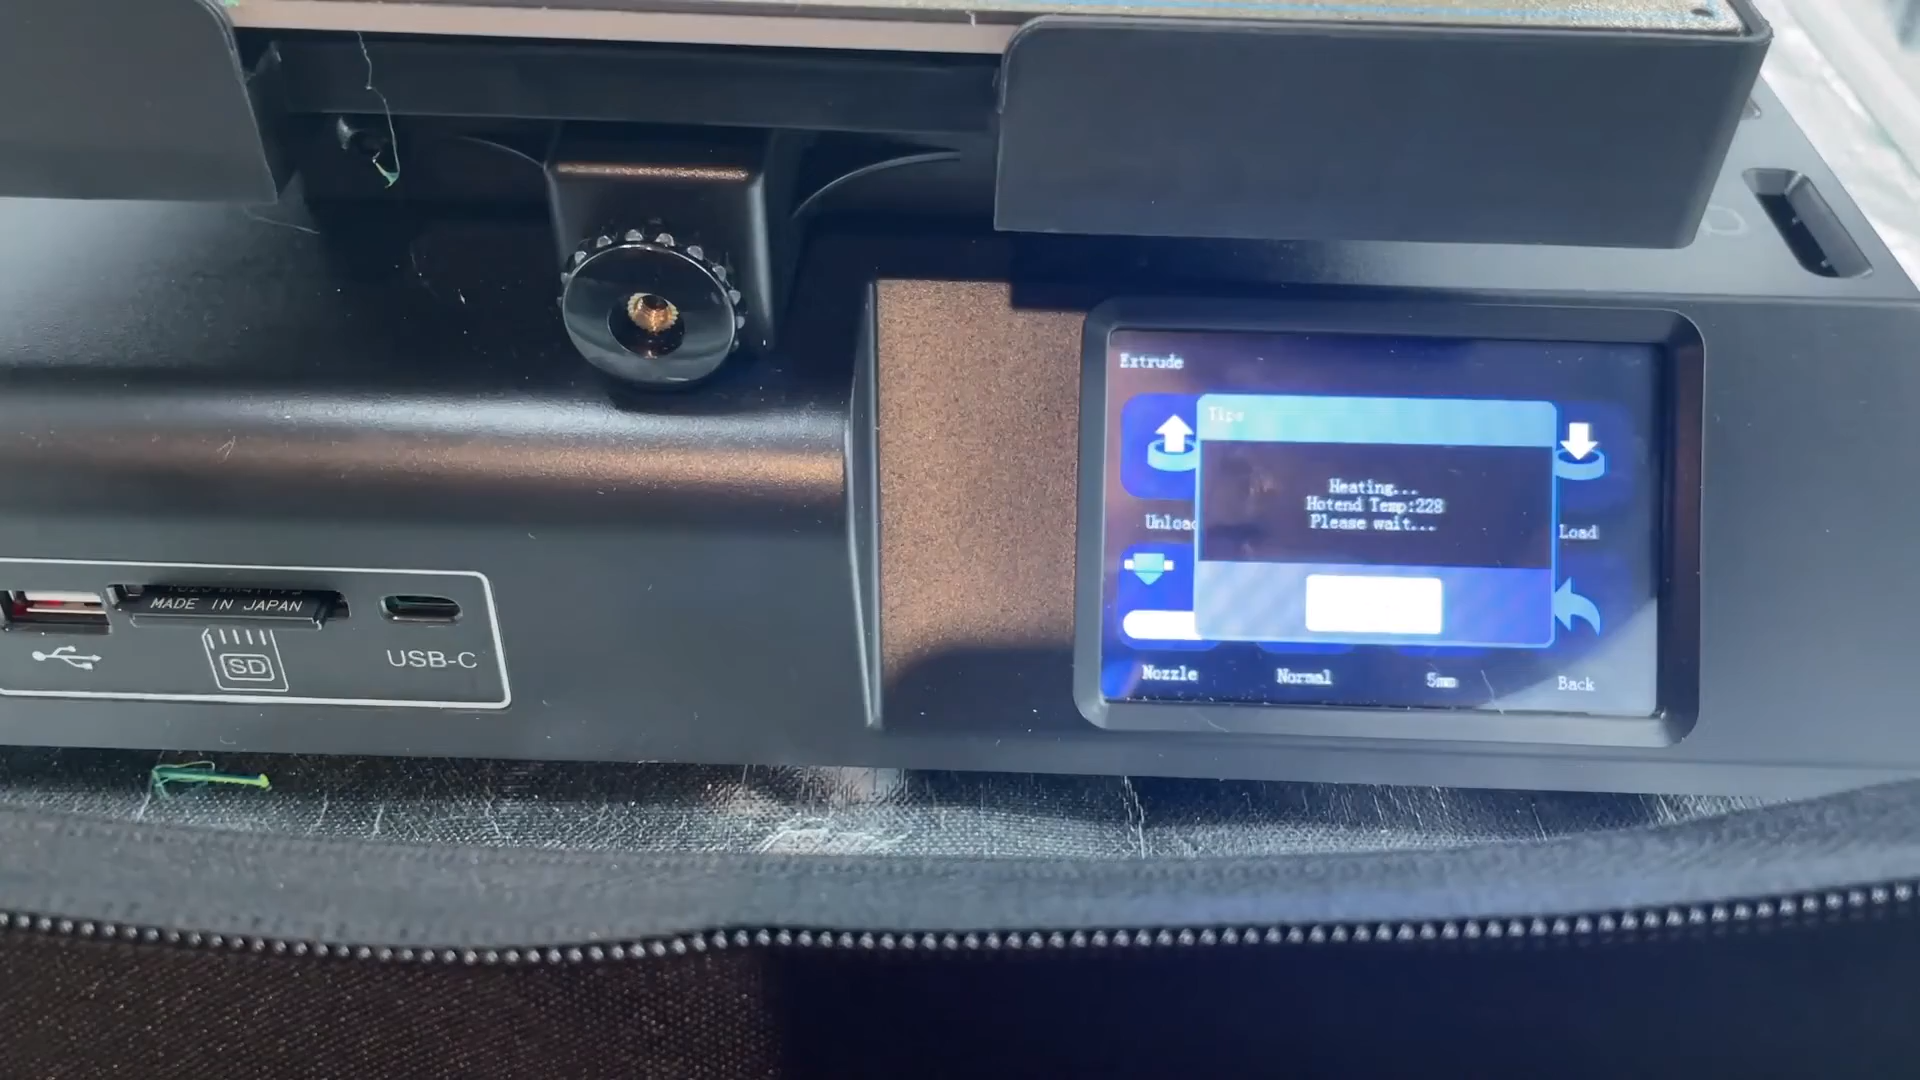 Extrude
Tips
Heating...
Hotend Temp:228
Please wait...
Unload
Load
MADE IN JAPAN
SD
USB-C
Nozzle
Normal
5mm
Back